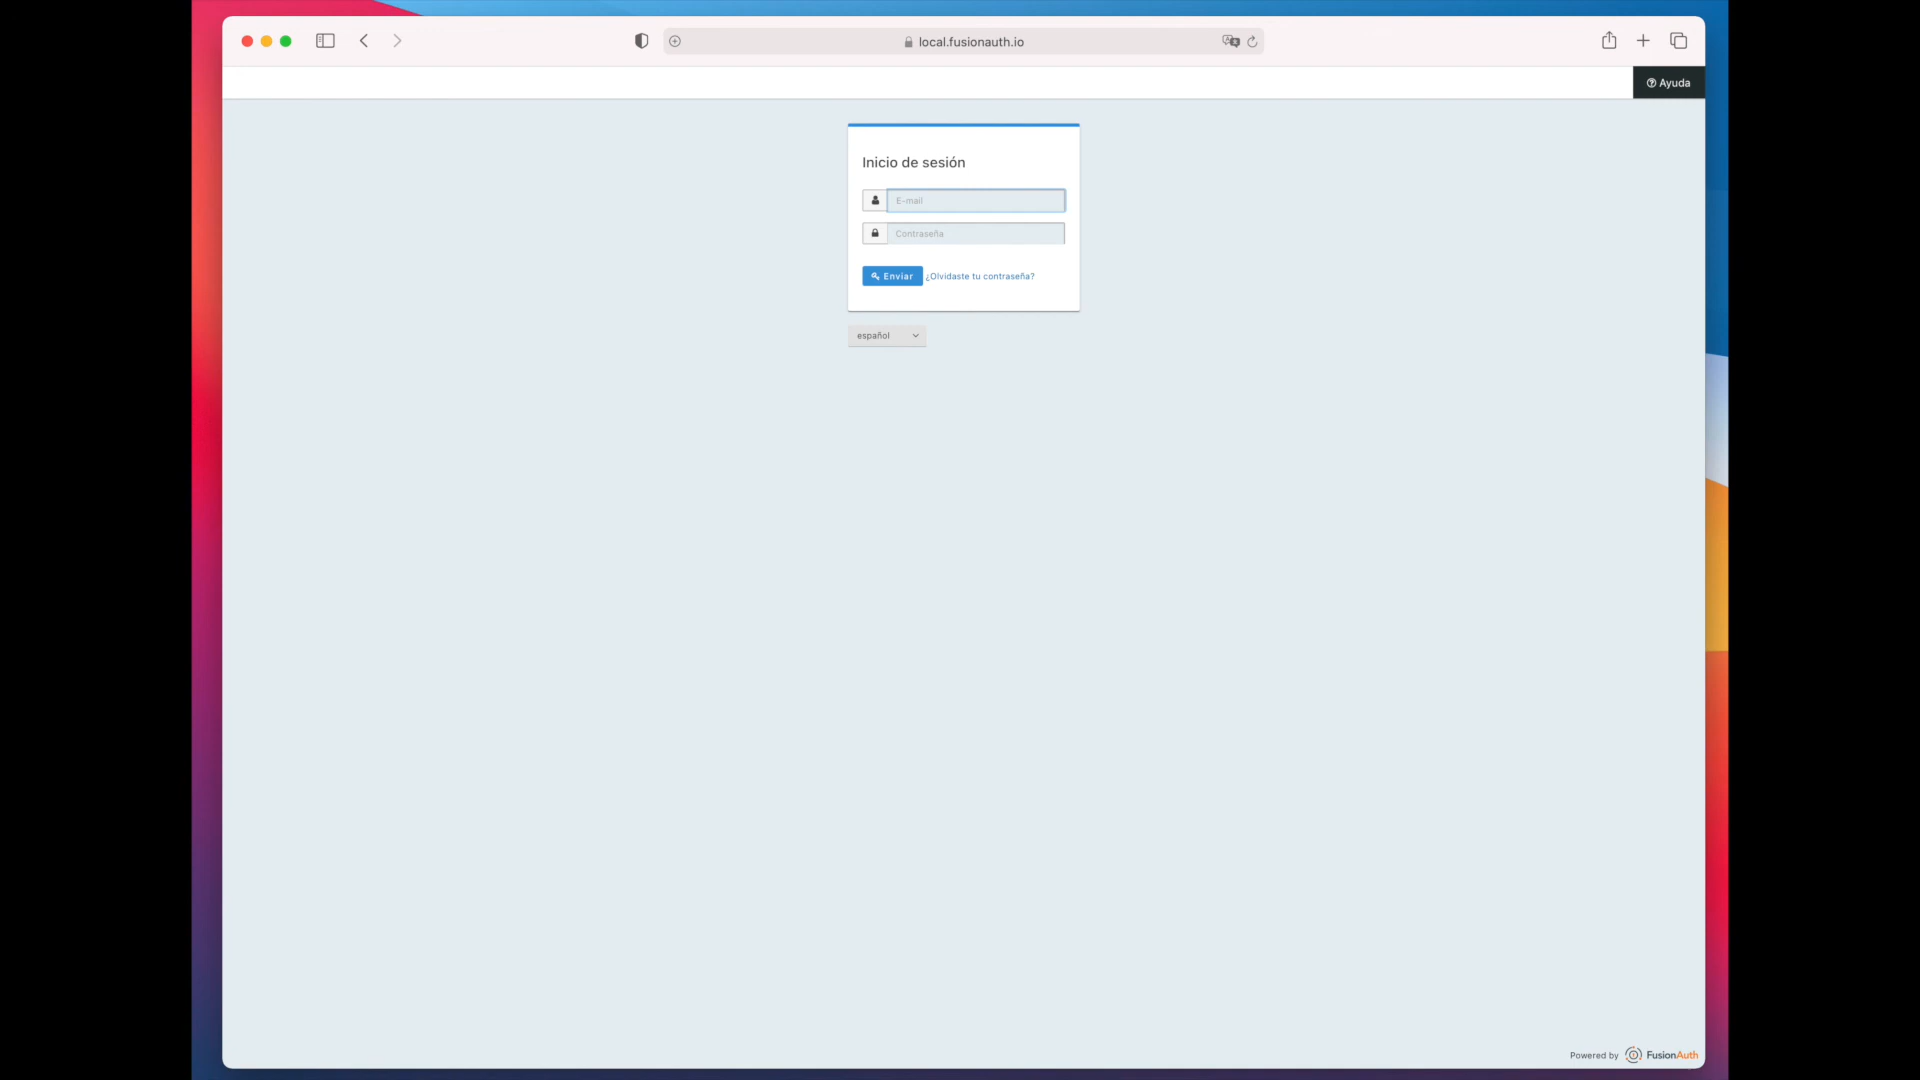 local.fusionauth.io
Ayuda
Inicio de sesión
E-mail
Contraseña
Enviar ¿Olvidaste tu contraseña?
español
Powered by FusionAuth